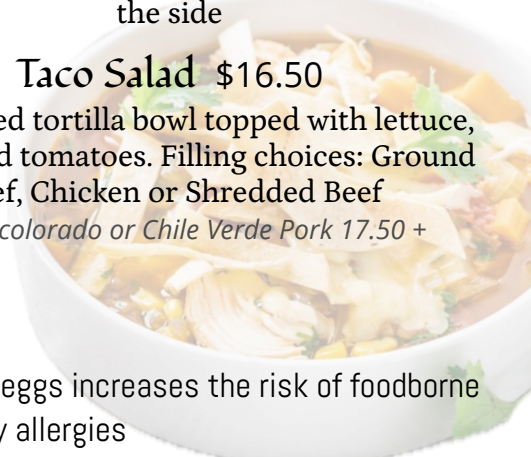 the side
Taco Salad $16.50
ed tortilla bowl topped with lettuce,
d tomatoes. Filling choices: Ground
ef, Chicken or Shredded Beef
colorado or Chile Verde Pork 17.50 +
eggs increases the risk of foodborne
y allergies